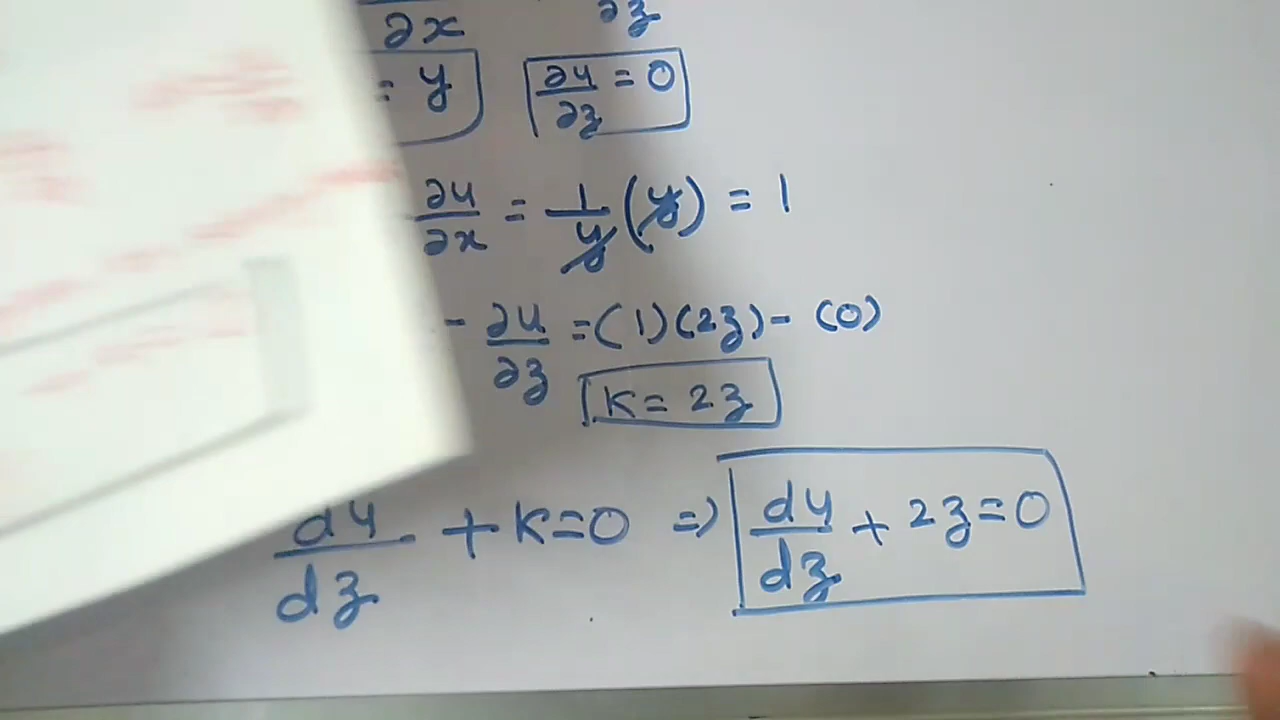 ∂x ∂z
= y ∂u/∂z = 0
∂u/∂x = 1/y (y) = 1
- ∂u/∂z = (1)(2z) - (0)
K = 2z
du/dz + K = 0 => du/dz + 2z = 0